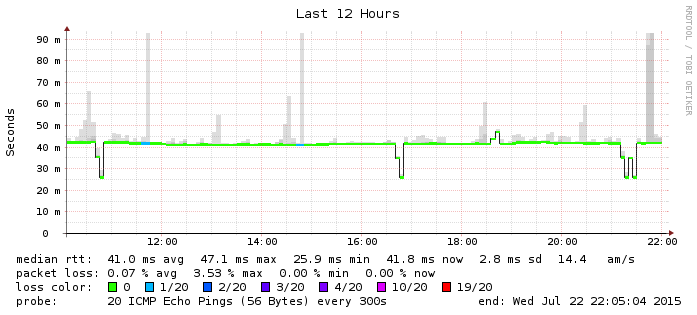 Last 12 Hours
RRDTOOL / TOBI OETIKER
Seconds
90 m
80 m
70 m
60 m
50 m
40 m
30 m
20 m
10 m
0
12:00 14:00 16:00 18:00 20:00 22:00
median rtt: 41.0 ms avg 47.1 ms max 25.9 ms min 41.8 ms now 2.8 ms sd 14.4 am/s
packet loss: 0.07 % avg 3.53 % max 0.00 % min 0.00 % now
loss color: 0 1/20 2/20 3/20 4/20 10/20 19/20
probe: 20 ICMP Echo Pings (56 Bytes) every 300s end: Wed Jul 22 22:05:04 2015